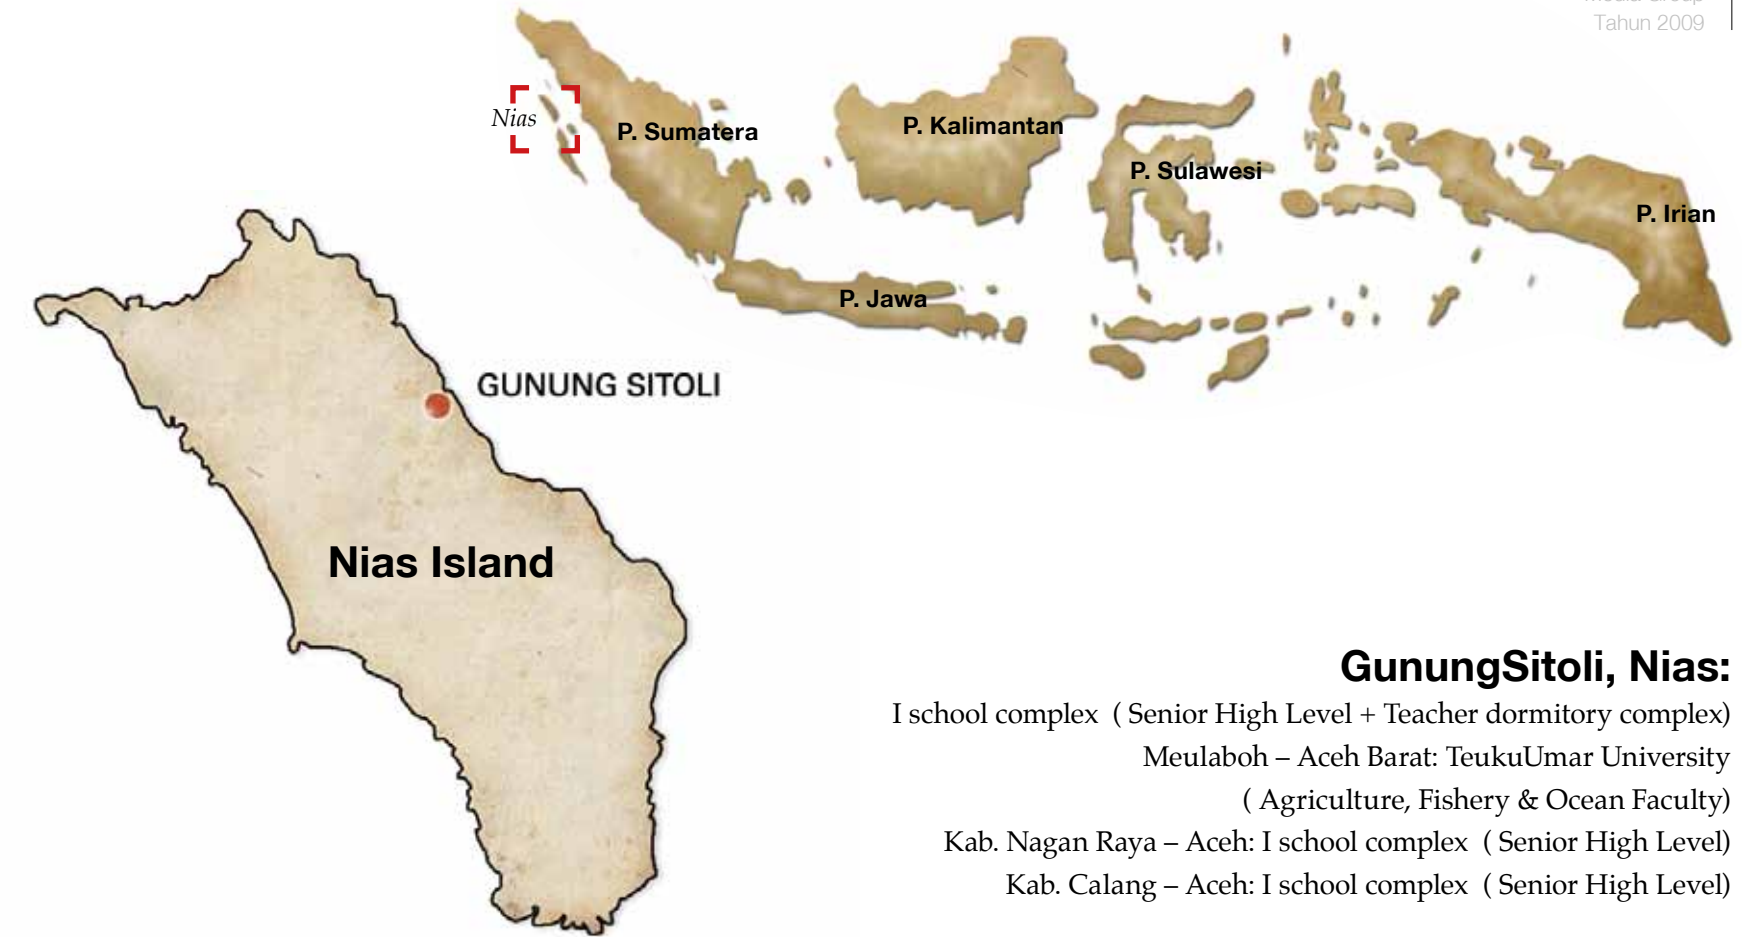 Media Group
Tahun 2009
Nias
P. Sumatera
P. Kalimantan
P. Sulawesi
P. Irian
P. Jawa
GUNUNG SITOLI
Nias Island
GunungSitoli, Nias:
I school complex ( Senior High Level + Teacher dormitory complex)
Meulaboh – Aceh Barat: TeukuUmar University
( Agriculture, Fishery & Ocean Faculty)
Kab. Nagan Raya – Aceh: I school complex ( Senior High Level)
Kab. Calang – Aceh: I school complex ( Senior High Level)